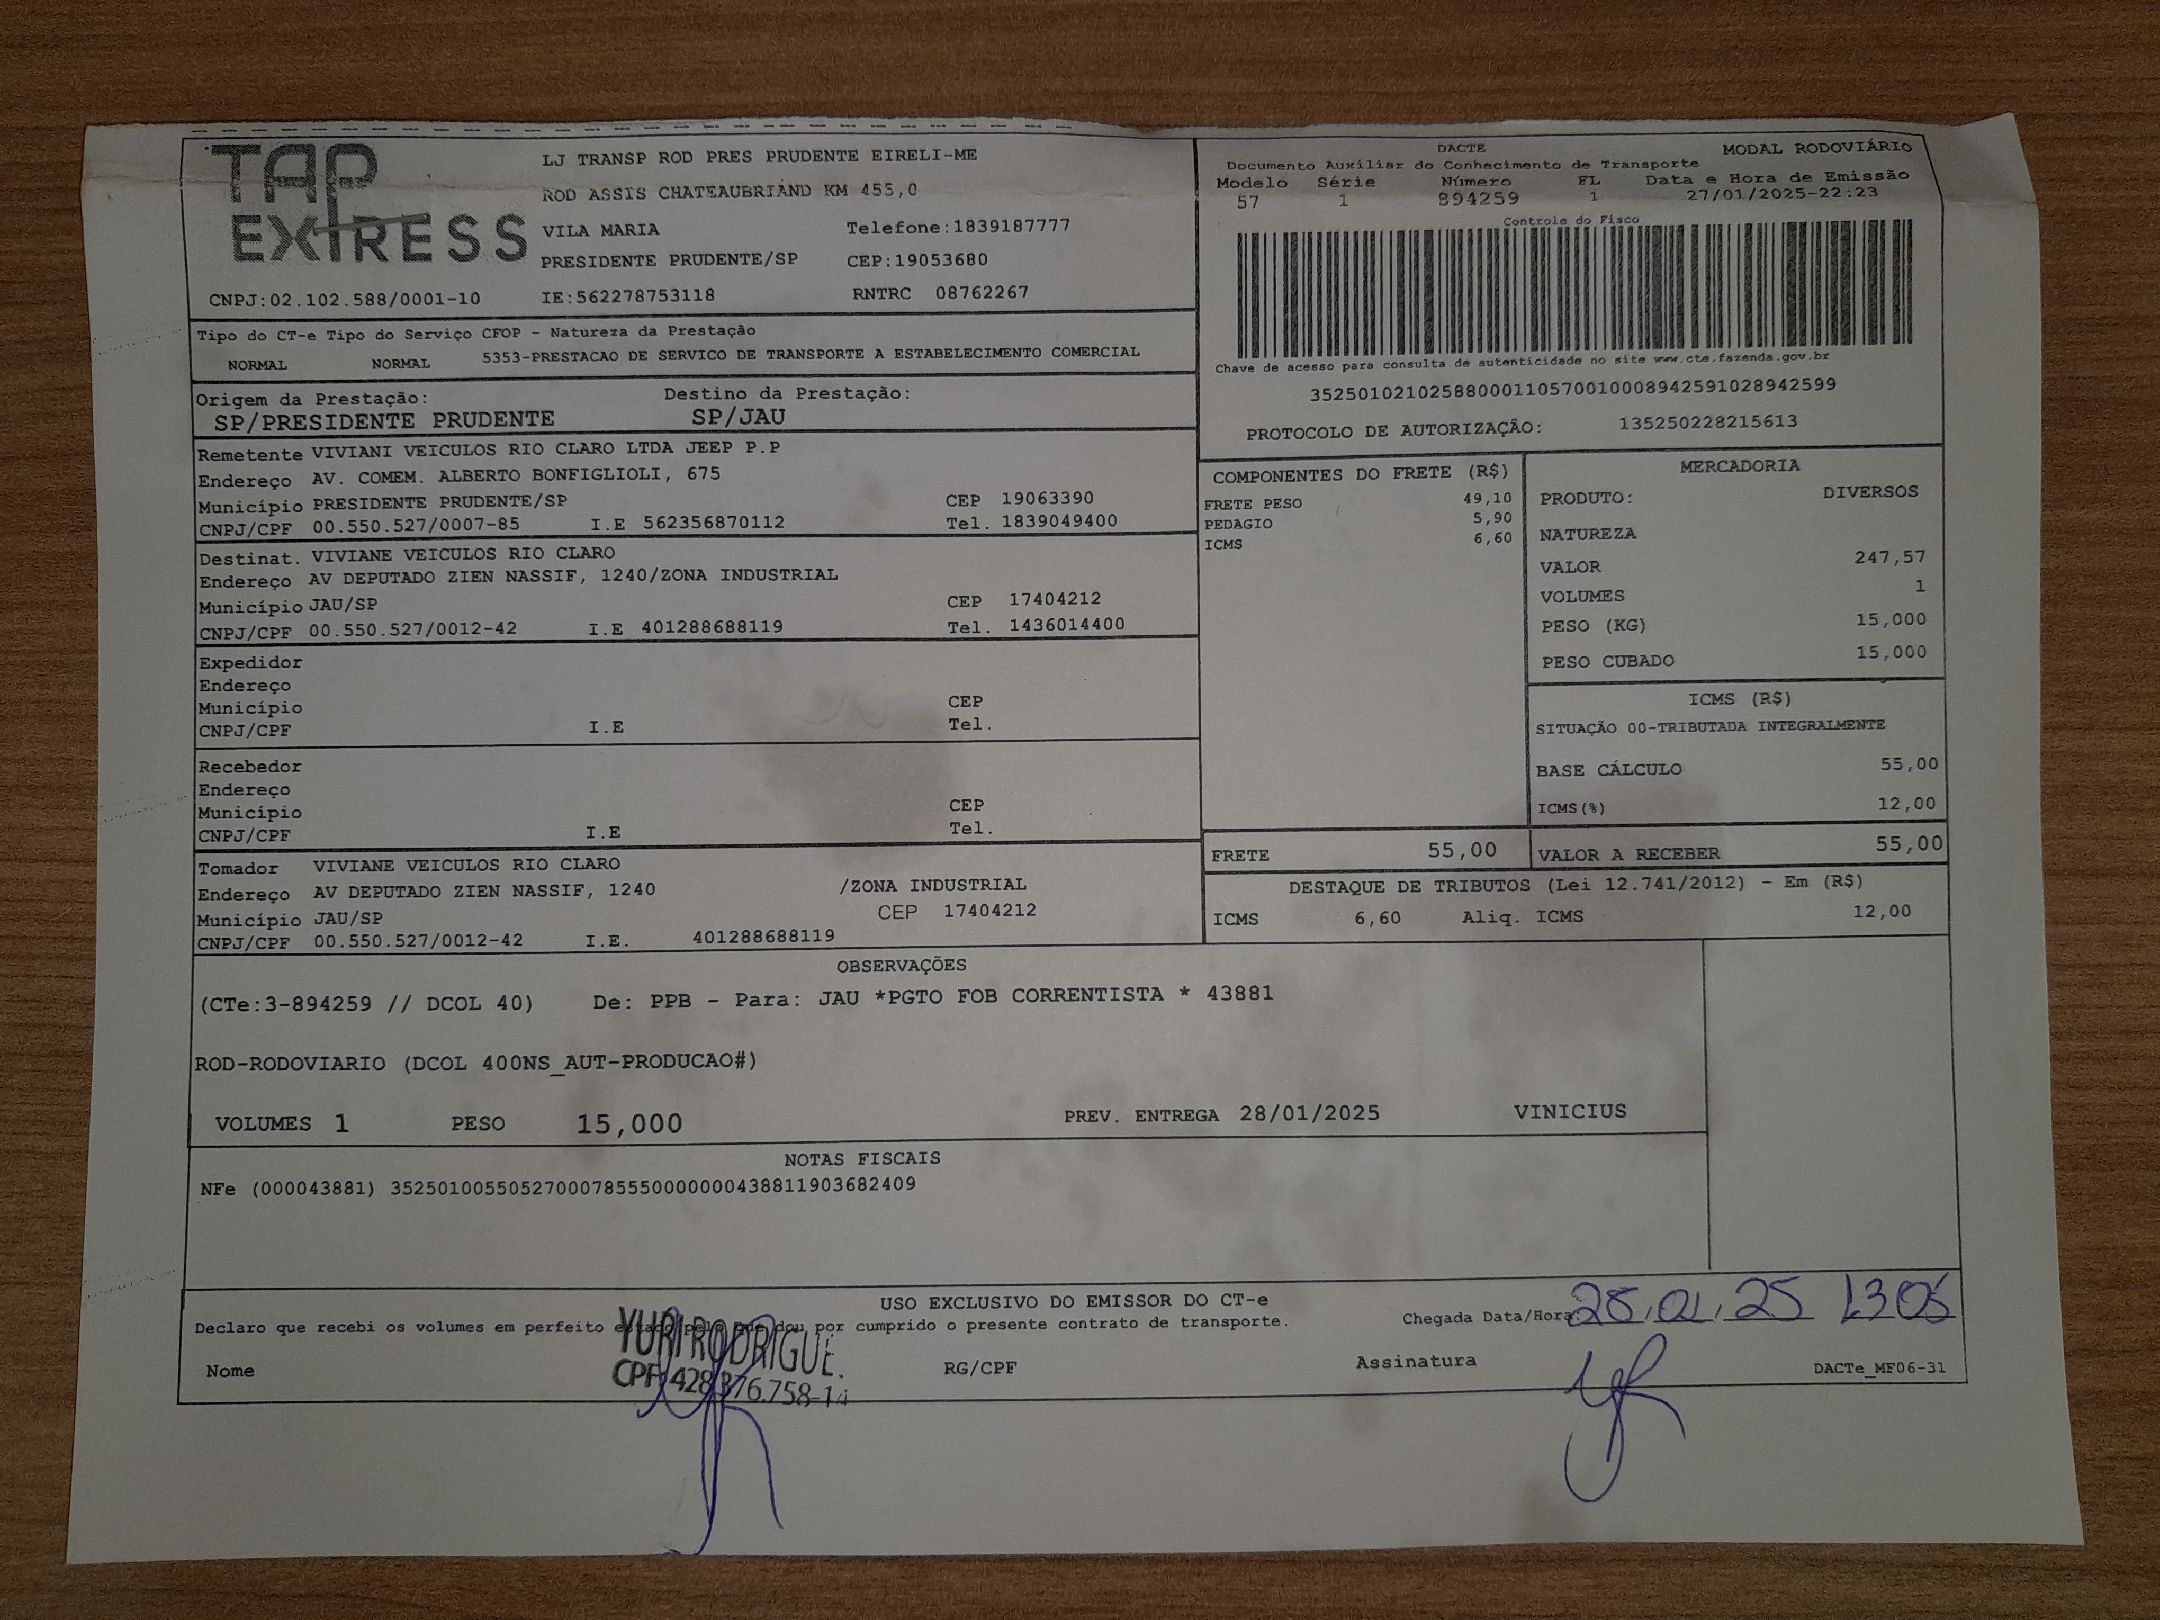 TAP EXPRESS
LJ TRANSP ROD PRES PRUDENTE EIRELI-ME
ROD ASSIS CHATEAUBRIAND KM 455,0
VILA MARIA Telefone:1839187777
PRESIDENTE PRUDENTE/SP CEP:19053680
CNPJ:02.102.588/0001-10 IE:562278753118 RNTRC 08762267
DACTE MODAL RODOVIÁRIO
Documento Auxiliar do Conhecimento de Transporte
Modelo Série Número FL Data e Hora de Emissão
57 1 894259 1 27/01/2025-22:23
Controle do Fisco
Chave de acesso para consulta de autenticidade no site www.cte.fazenda.gov.br
35250102102588000110570010008942591028942599
PROTOCOLO DE AUTORIZAÇÃO: 135250228215613
Tipo do CT-e Tipo do Serviço CFOP - Natureza da Prestação
NORMAL NORMAL 5353-PRESTACAO DE SERVICO DE TRANSPORTE A ESTABELECIMENTO COMERCIAL
Origem da Prestação: Destino da Prestação:
SP/PRESIDENTE PRUDENTE SP/JAU
Remetente VIVIANI VEICULOS RIO CLARO LTDA JEEP P.P
Endereço AV. COMEM. ALBERTO BONFIGLIOLI, 675
Município PRESIDENTE PRUDENTE/SP CEP 19063390
CNPJ/CPF 00.550.527/0007-85 I.E 562356870112 Tel. 1839049400
Destinat. VIVIANE VEICULOS RIO CLARO
Endereço AV DEPUTADO ZIEN NASSIF, 1240/ZONA INDUSTRIAL
Município JAU/SP CEP 17404212
CNPJ/CPF 00.550.527/0012-42 I.E 401288688119 Tel. 1436014400
Expedidor
Endereço
Município CEP
CNPJ/CPF I.E Tel.
Recebedor
Endereço
Município CEP
CNPJ/CPF I.E Tel.
Tomador VIVIANE VEICULOS RIO CLARO
Endereço AV DEPUTADO ZIEN NASSIF, 1240 /ZONA INDUSTRIAL
Município JAU/SP CEP 17404212
CNPJ/CPF 00.550.527/0012-42 I.E. 401288688119
COMPONENTES DO FRETE (R$)
FRETE PESO 49,10
PEDAGIO 5,90
ICMS 6,60
MERCADORIA
PRODUTO: DIVERSOS
NATUREZA
VALOR 247,57
VOLUMES 1
PESO (KG) 15,000
PESO CUBADO 15,000
ICMS (R$)
SITUAÇÃO 00-TRIBUTADA INTEGRALMENTE
BASE CÁLCULO 55,00
ICMS(%) 12,00
FRETE 55,00 VALOR A RECEBER 55,00
DESTAQUE DE TRIBUTOS (Lei 12.741/2012) - Em (R$)
ICMS 6,60 Aliq. ICMS 12,00
OBSERVAÇÕES
(CTe:3-894259 // DCOL 40) De: PPB - Para: JAU *PGTO FOB CORRENTISTA * 43881
ROD-RODOVIARIO (DCOL 400NS_AUT-PRODUCAO#)
VOLUMES 1 PESO 15,000 PREV. ENTREGA 28/01/2025 VINICIUS
NOTAS FISCAIS
NFe (000043881) 35250100550527000785550000000438811903682409
USO EXCLUSIVO DO EMISSOR DO CT-e
Declaro que recebi os volumes em perfeito estado pelo que dou por cumprido o presente contrato de transporte.
Chegada Data/Hora: 28,01,25 1305
YURI RODRIGUE
CPF: 428.376.758-14
Nome RG/CPF Assinatura DACTe_MF06-31